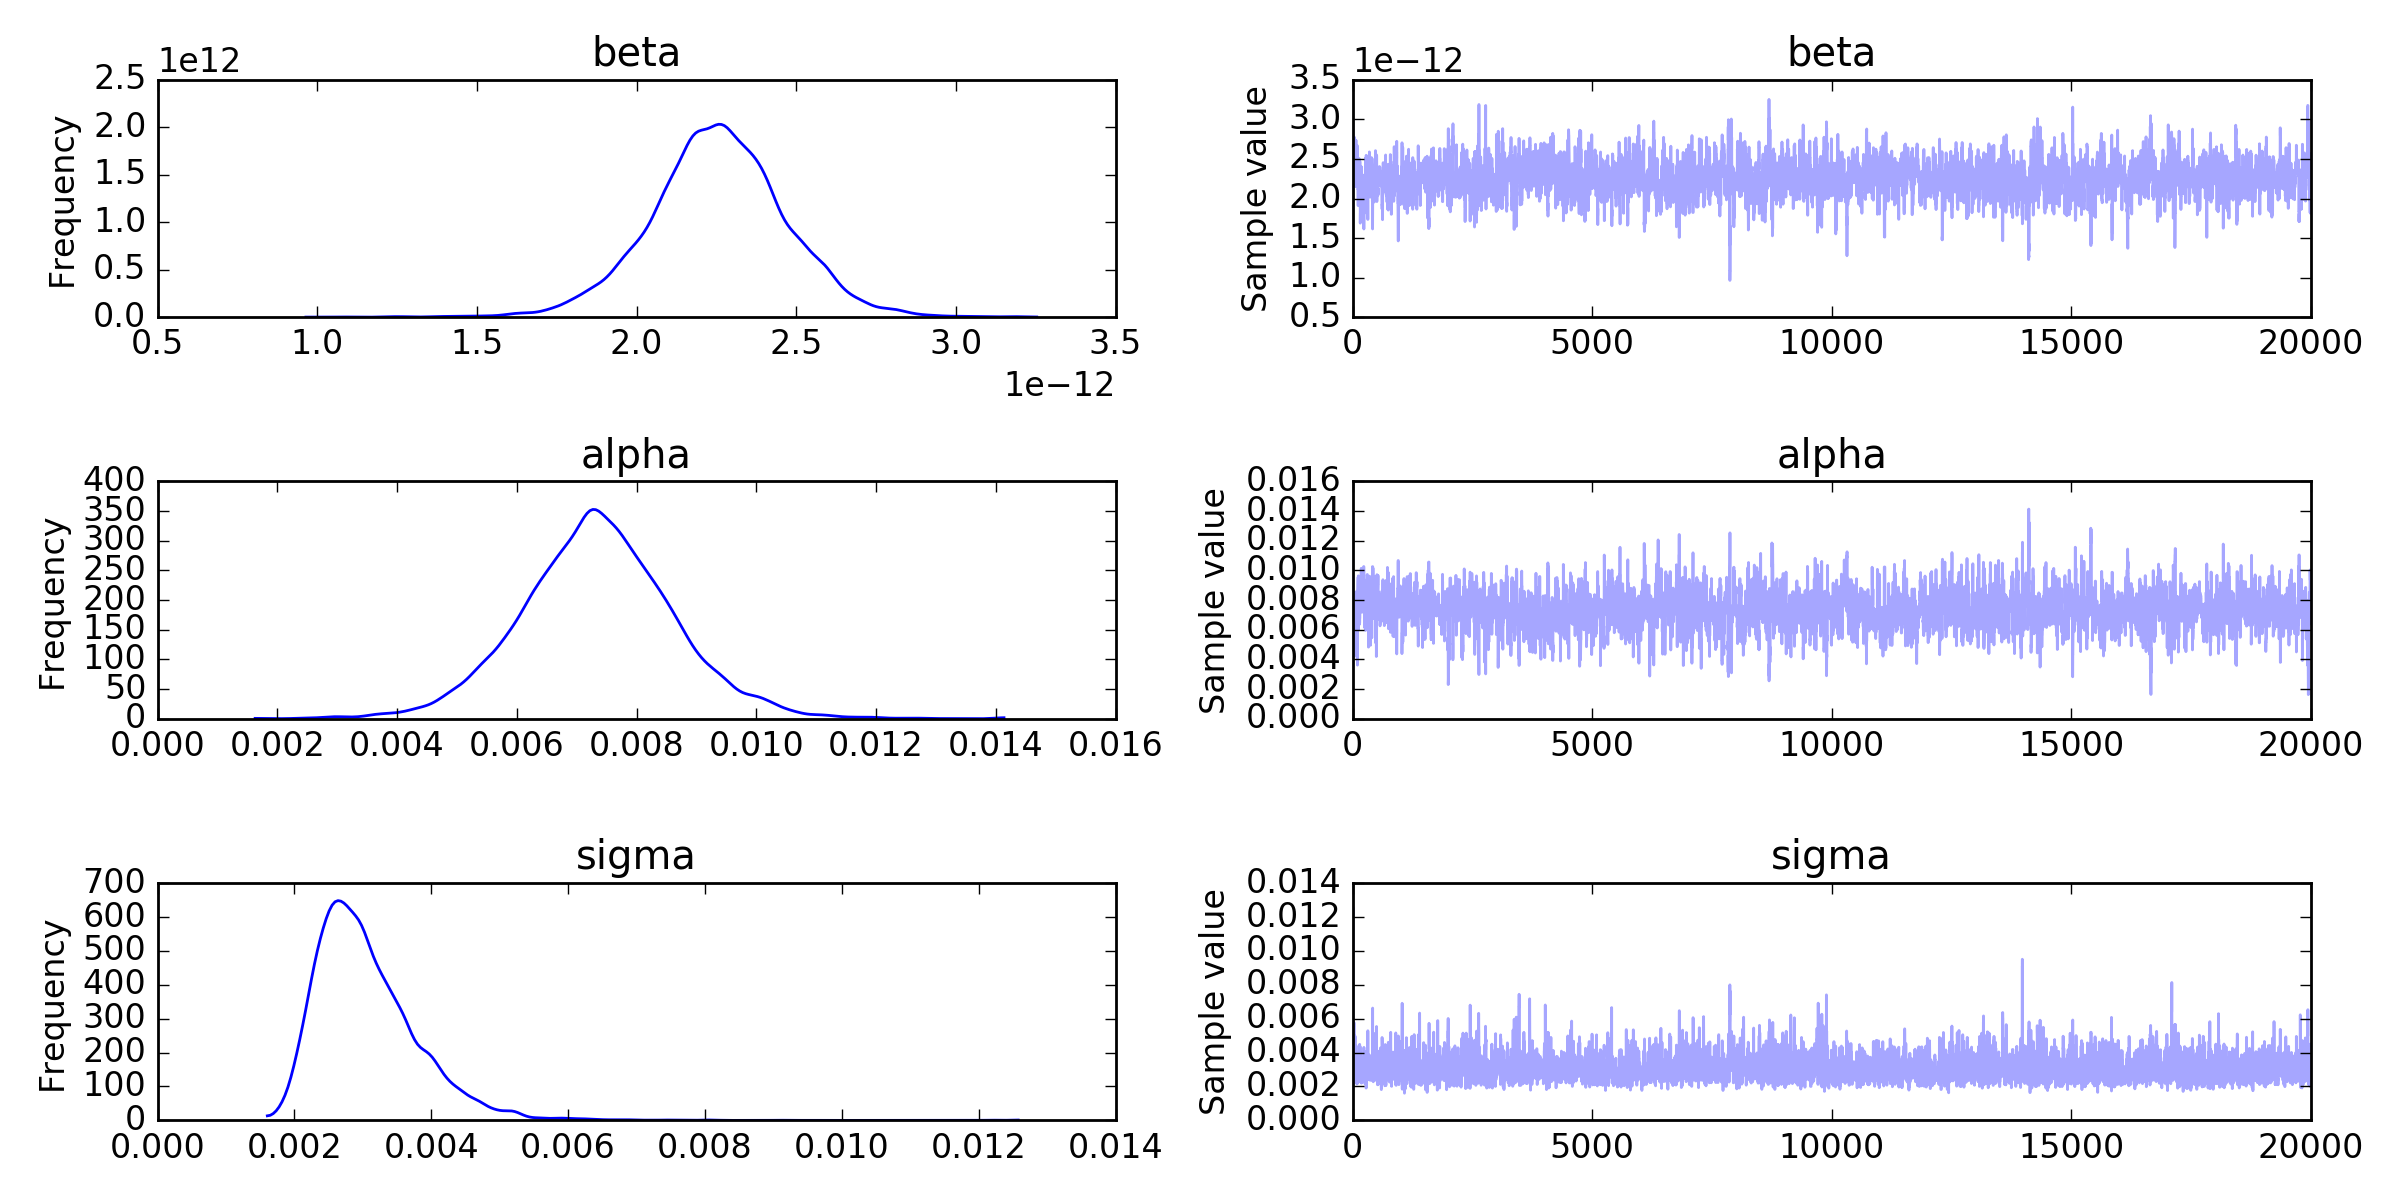 beta
1e12
2.5
2.0
1.5
1.0
0.5
0.0
Frequency
0.5 1.0 1.5 2.0 2.5 3.0 3.5
1e−12
beta
1e−12
3.5
3.0
2.5
2.0
1.5
1.0
0.5
Sample value
0 5000 10000 15000 20000
alpha
400
350
300
250
200
150
100
50
0
Frequency
0.000 0.002 0.004 0.006 0.008 0.010 0.012 0.014 0.016
alpha
0.016
0.014
0.012
0.010
0.008
0.006
0.004
0.002
0.000
Sample value
0 5000 10000 15000 20000
sigma
700
600
500
400
300
200
100
0
Frequency
0.000 0.002 0.004 0.006 0.008 0.010 0.012 0.014
sigma
0.014
0.012
0.010
0.008
0.006
0.004
0.002
0.000
Sample value
0 5000 10000 15000 20000